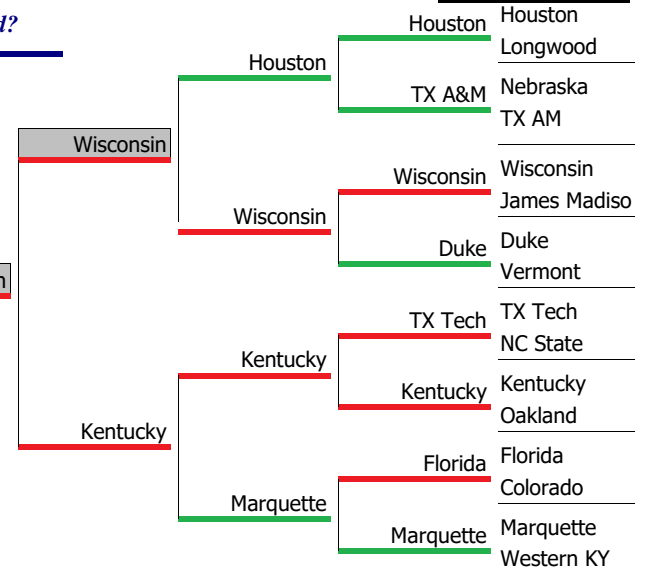 d?
Houston
Longwood
Nebraska
TX AM
Wisconsin
James Madiso
Duke
Vermont
TX Tech
NC State
Kentucky
Oakland
Florida
Colorado
Marquette
Western KY
Houston
TX A&M
Wisconsin
Duke
TX Tech
Kentucky
Florida
Marquette
Houston
Wisconsin
Kentucky
Marquette
Wisconsin
Kentucky
n